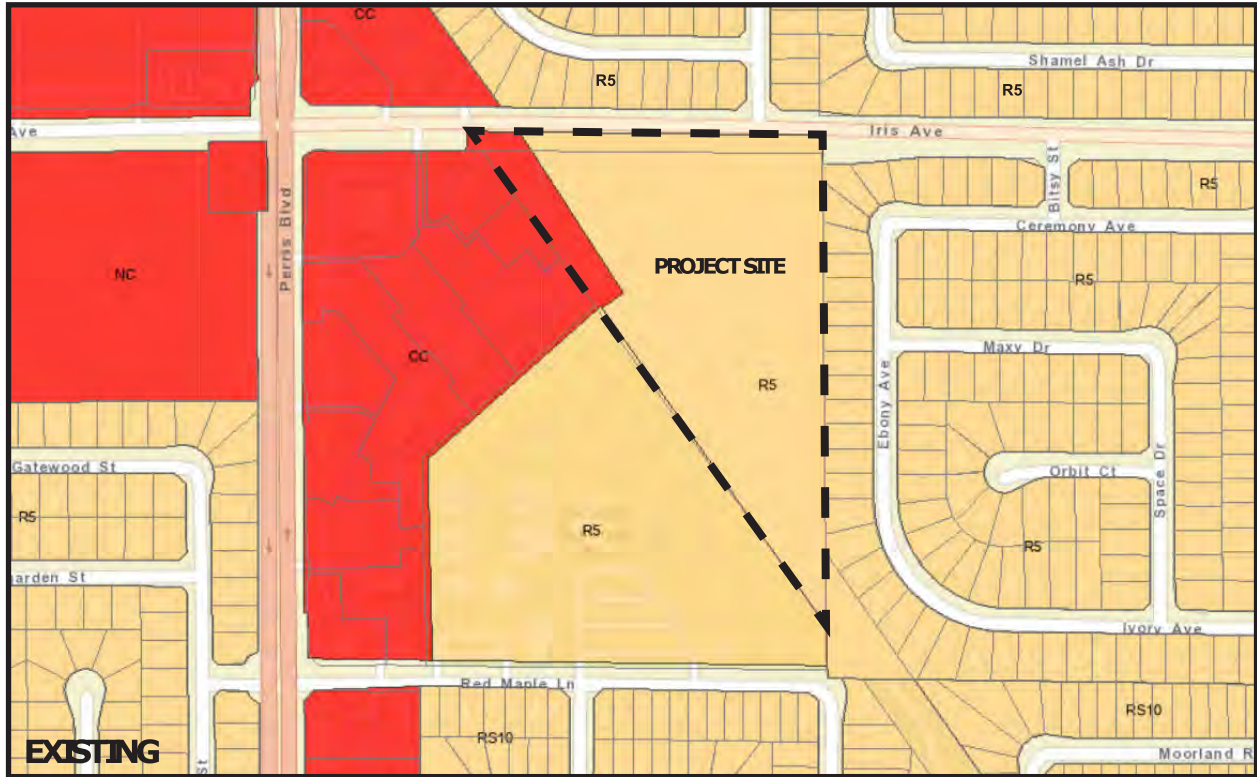 CC
Shamel Ash Dr
R5
R5
Ave
Iris Ave
Bitsy St
R5
Ceremony Ave
Perris Blvd
NC
PROJECT SITE
R5
Maxy Dr
CC
R5
Ebony Ave
Gatewood St
Orbit Ct
Space Dr
R5
R5
R5
arden St
Ivory Ave
Red Maple Ln
RS10
RS10
EXISTING
St
Moorland R